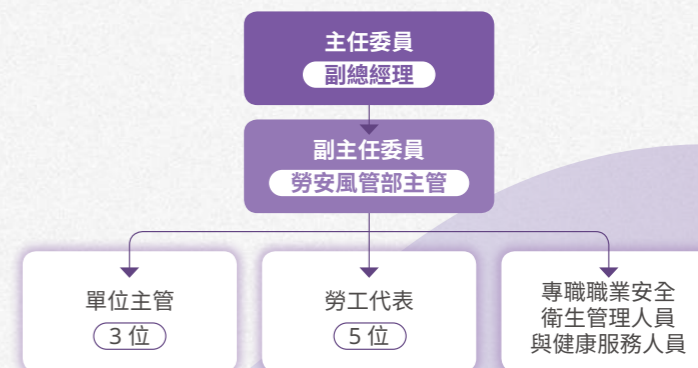 主任委員
副總經理
副主任委員
勞安風管部主管
單位主管
3 位
勞工代表
5 位
專職職業安全
衛生管理人員
與健康服務人員